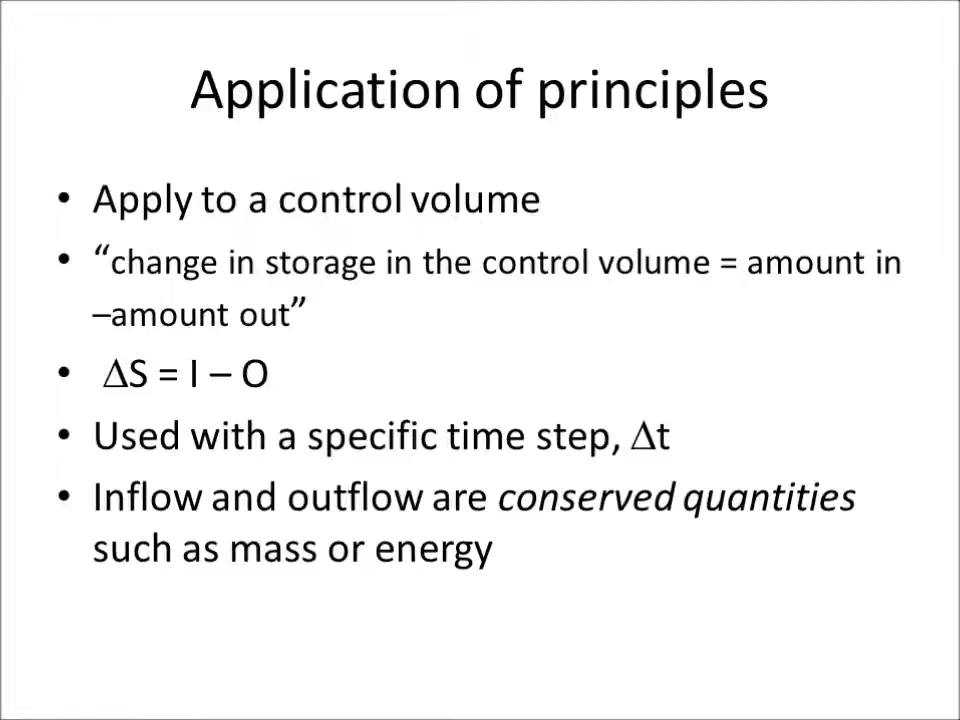 Application of principles
• Apply to a control volume
• “change in storage in the control volume = amount in
–amount out”
• ΔS = I – O
• Used with a specific time step, Δt
• Inflow and outflow are conserved quantities
such as mass or energy